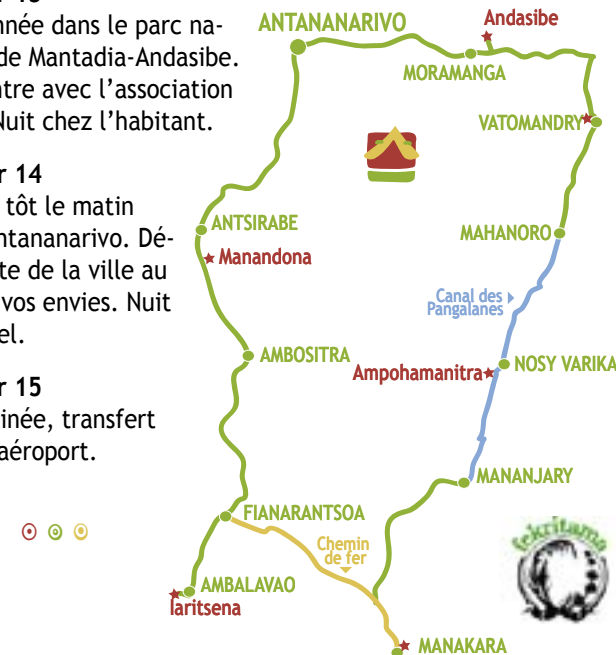 née dans le parc na-
de Mantadia-Andasibe.
ntre avec l’association
Nuit chez l’habitant.
r 14
tôt le matin
ntananarivo. Dé-
te de la ville au
vos envies. Nuit
el.
r 15
inée, transfert
aéroport.
ANTANANARIVO
Andasibe
MORAMANGA
VATOMANDRY
ANTSIRABE
Manandona
MAHANORO
Canal des
Pangalanes
AMBOSITRA
Ampohamanitra
NOSY VARIKA
MANANJARY
FIANARANTSOA
Chemin
de fer
AMBALAVAO
Iaritsena
MANAKARA
fekritama